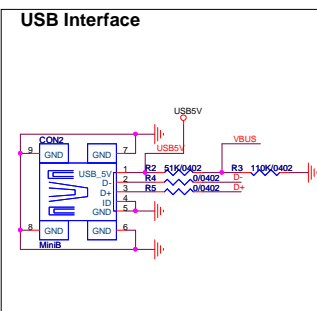 USB Interface
USB5V
CON2
USB5V
VBUS
9
GND
GND
7
USB_5V
1
R2
51K/0402
R3
110K/0402
D-
2
R4
0/0402
D-
D+
3
R5
0/0402
D+
ID
4
GND
5
8
GND
GND
6
MiniB